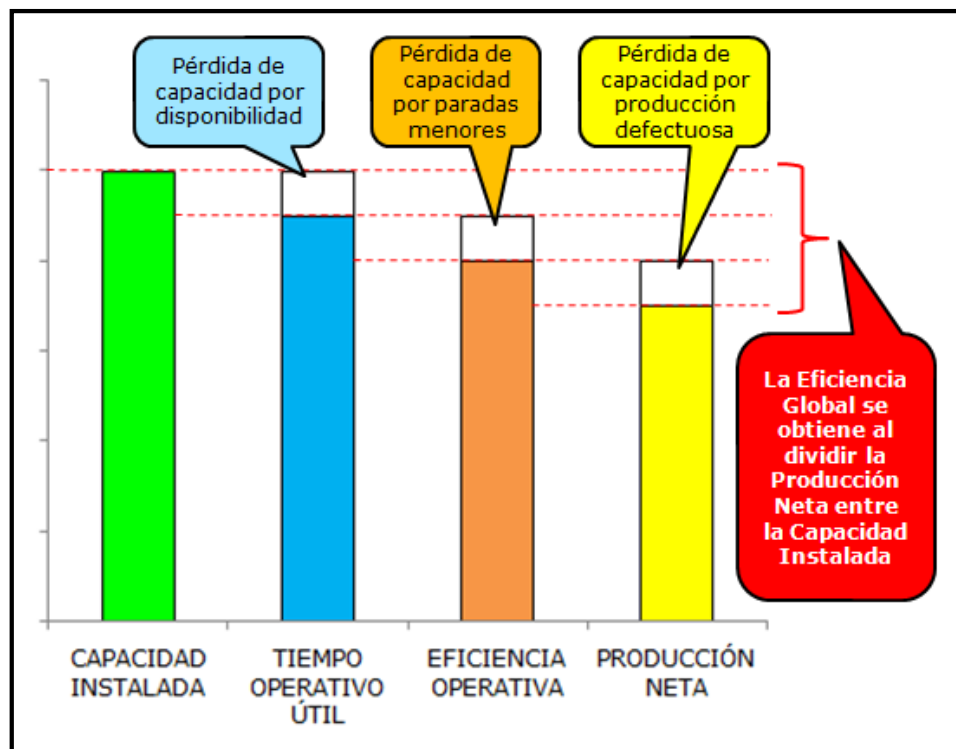 Pérdida de
capacidad por
disponibilidad
Pérdida de
capacidad
por paradas
menores
Pérdida de
capacidad por
producción
defectuosa
La Eficiencia
Global se
obtiene al
dividir la
Producción
Neta entre
la Capacidad
Instalada
CAPACIDAD
INSTALADA
TIEMPO
OPERATIVO
ÚTIL
EFICIENCIA
OPERATIVA
PRODUCCIÓN
NETA